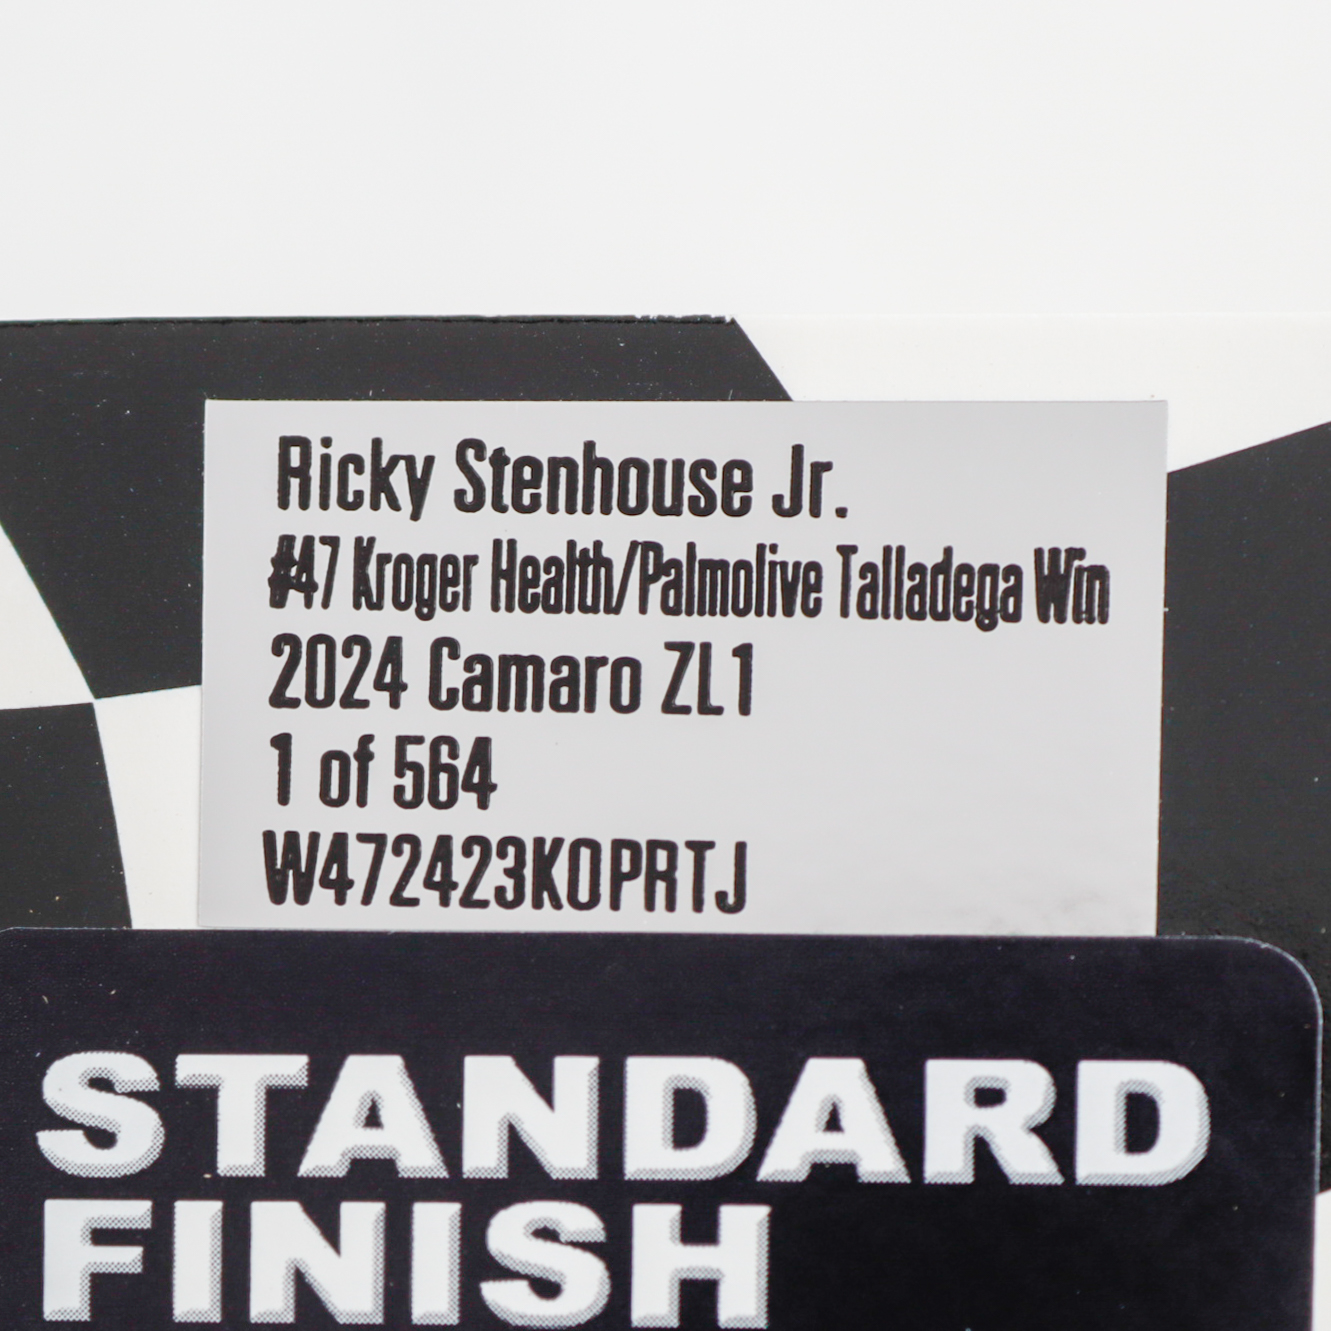 Ricky Stenhouse Jr.
#47 Kroger Health/Palmolive Talladega Win
2024 Camaro ZL1
1 of 564
W472423KOPRTJ
STANDARD
FINISH